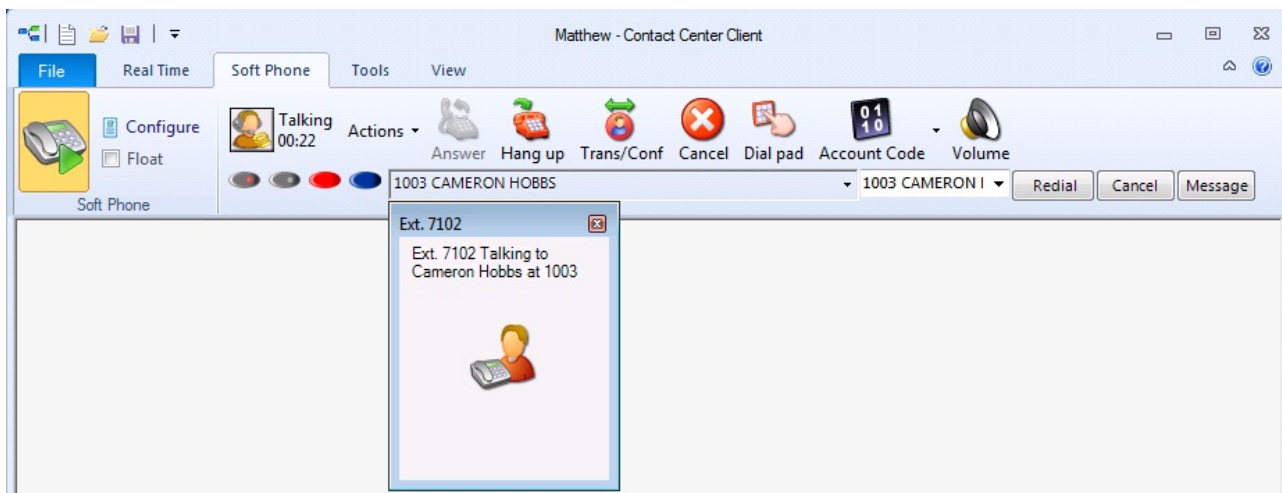 Matthew - Contact Center Client
File Real Time Soft Phone Tools View
Configure
Float
Soft Phone
Talking
00:22
Actions
Answer Hang up Trans/Conf Cancel Dial pad Account Code Volume
01
10
1003 CAMERON HOBBS
1003 CAMERON
Redial Cancel Message
Ext. 7102
Ext. 7102 Talking to
Cameron Hobbs at 1003